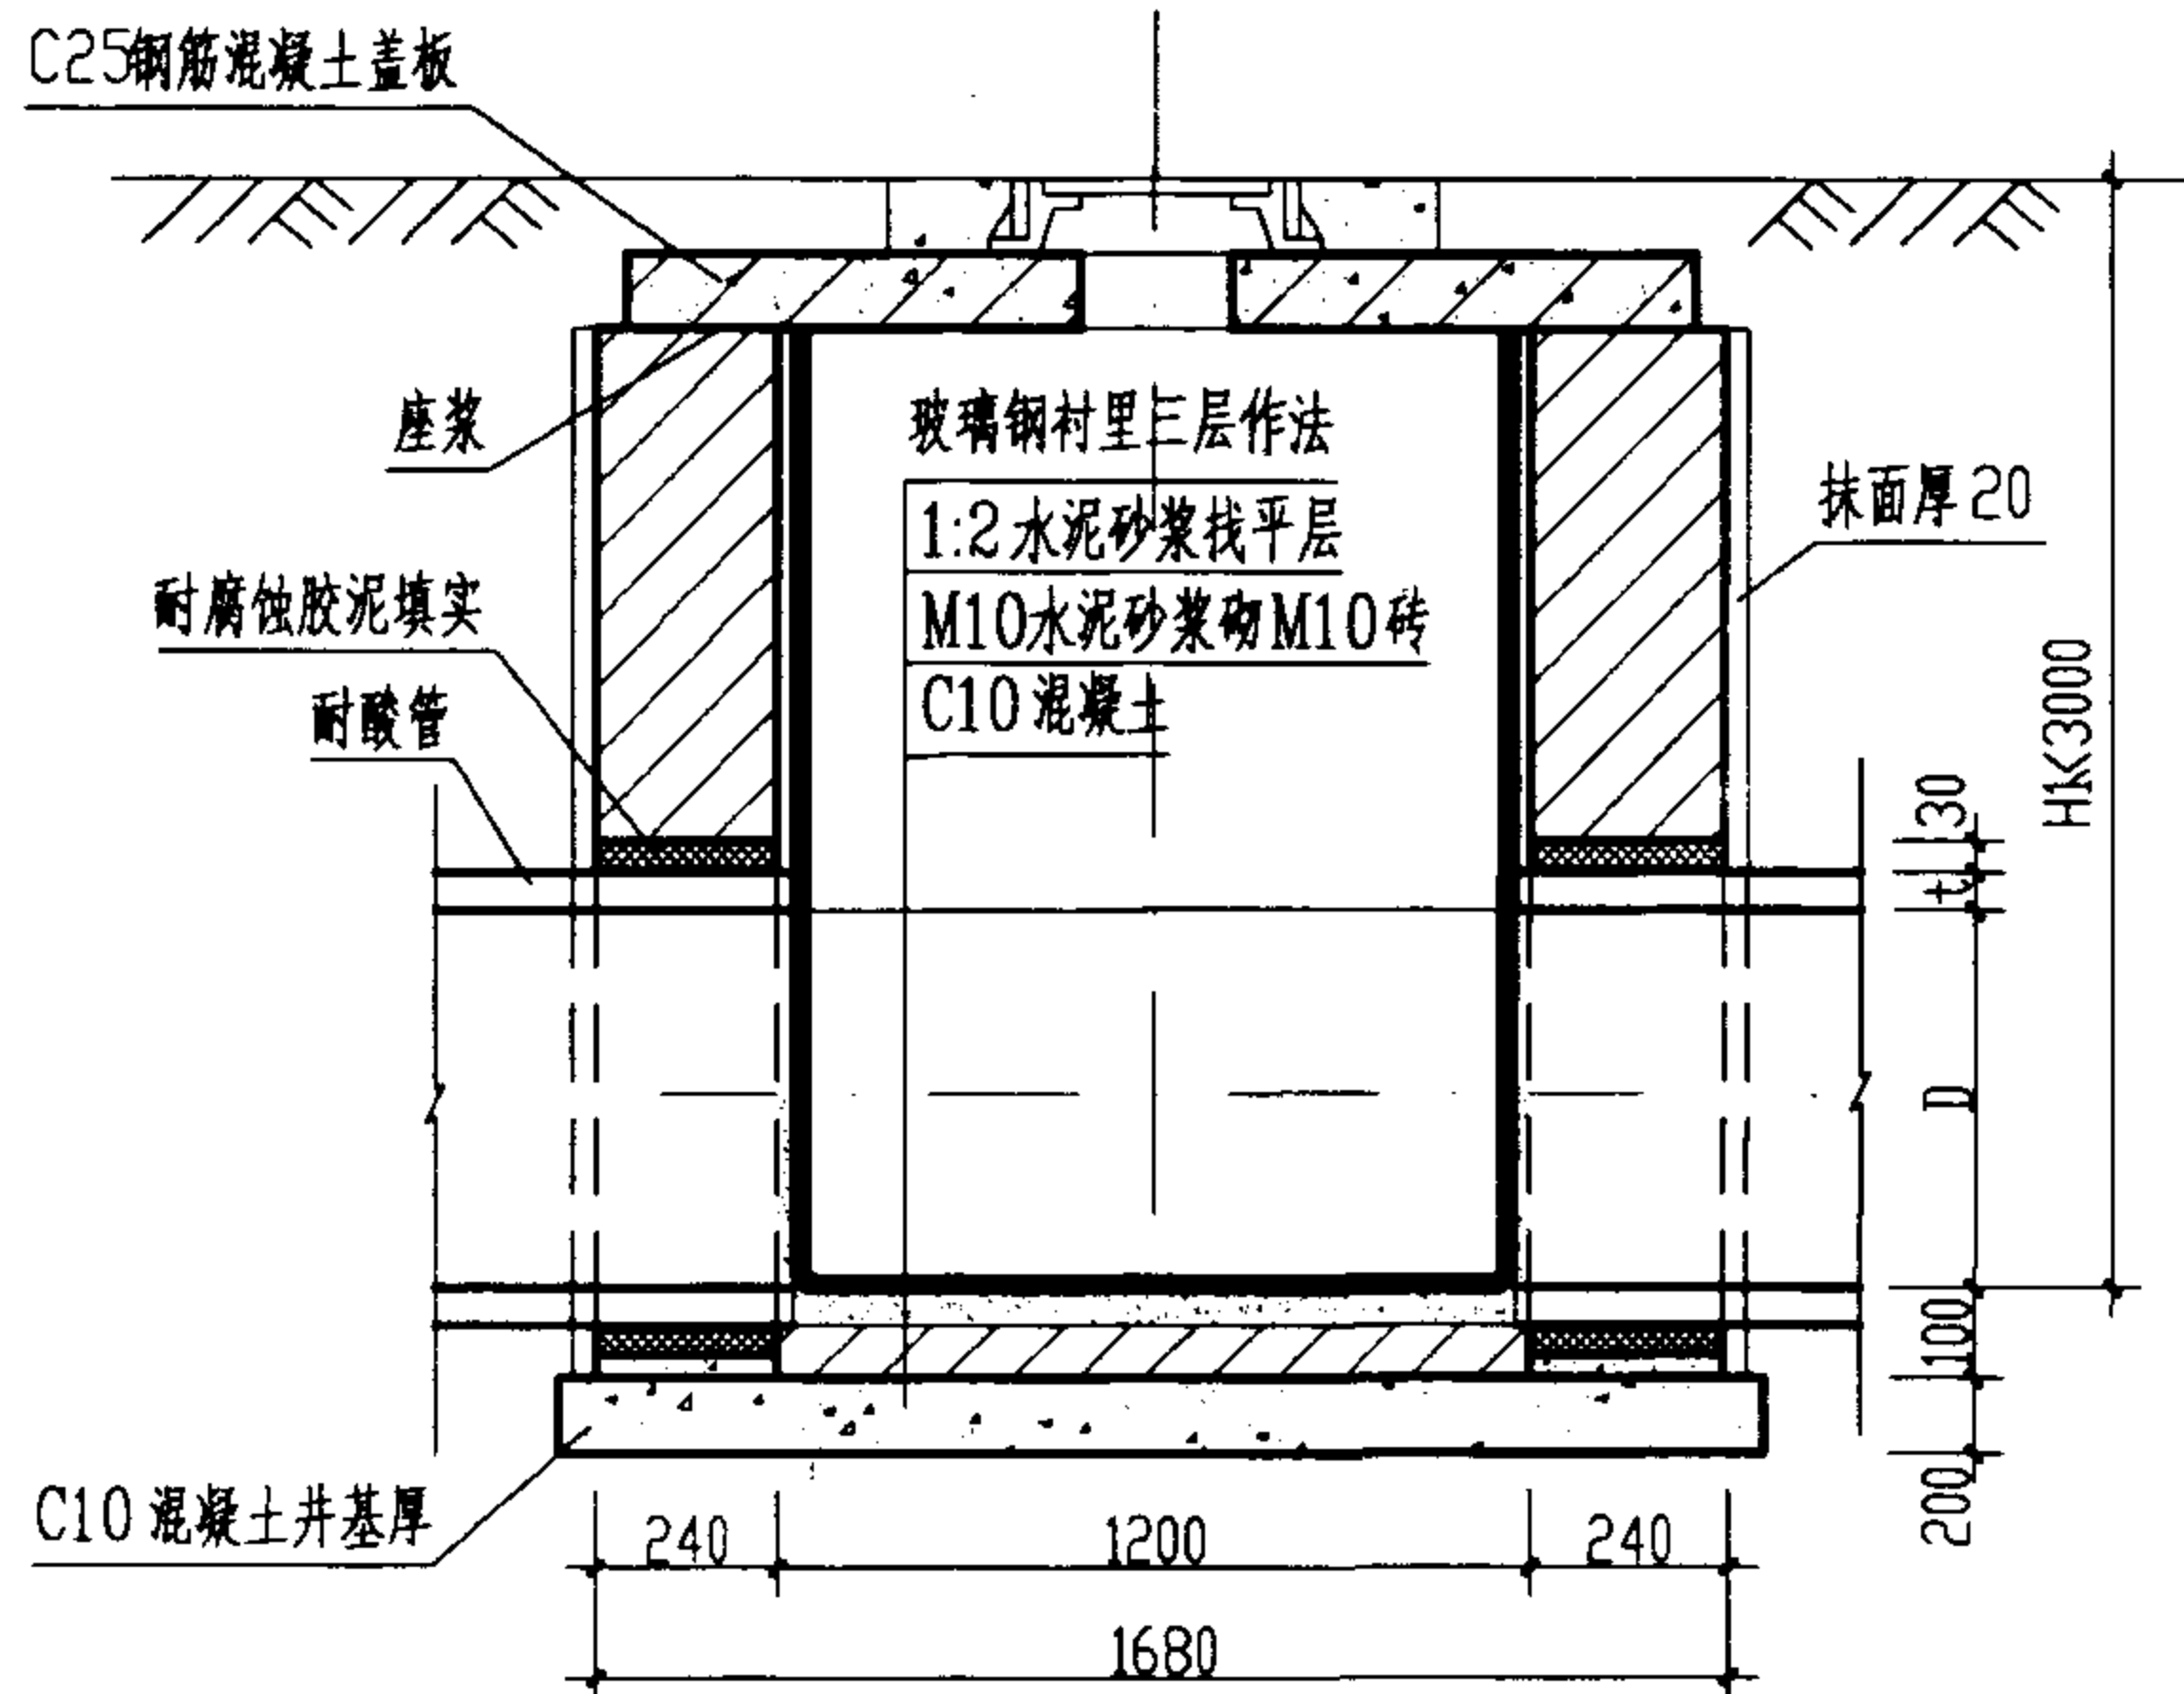 C25钢筋混凝土盖板
座浆
玻璃钢衬里三层作法
1:2水泥砂浆找平层
M10水泥砂浆砌M10砖
C10混凝土
抹面厚20
耐腐蚀胶泥填实
耐酸管
H1<3000
30
t
D
100
200
C10混凝土井基厚
240
1200
240
1680